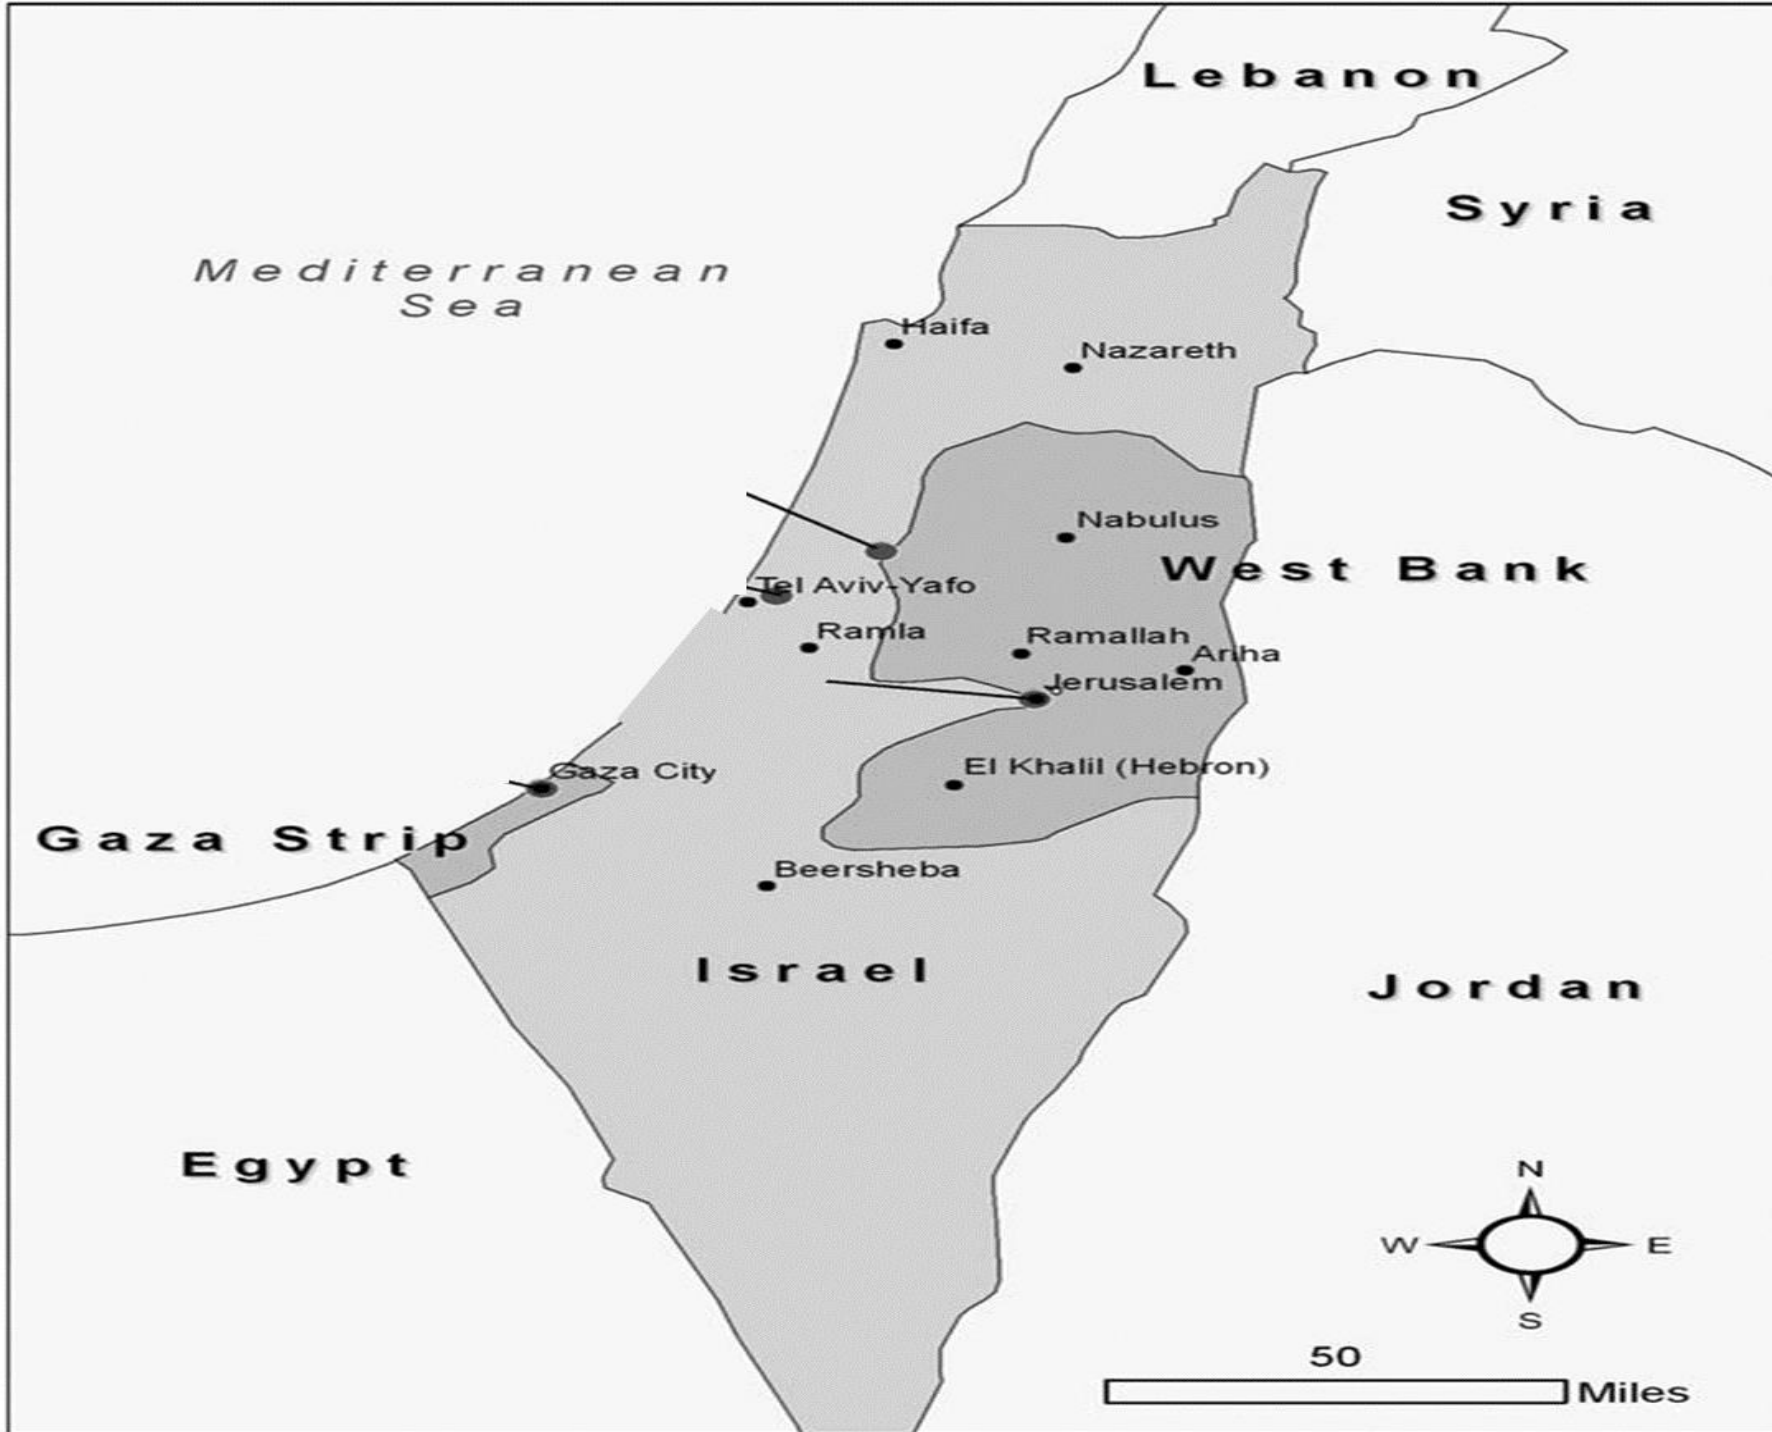 Lebanon
Syria
Mediterranean
Sea
Haifa
Nazareth
Nabulus
West Bank
Tel Aviv-Yafo
Ramla
Ramallah
Ariha
Jerusalem
El Khalil (Hebron)
Gaza City
Gaza Strip
Beersheba
Israel
Jordan
Egypt
N
W
E
S
50
Miles